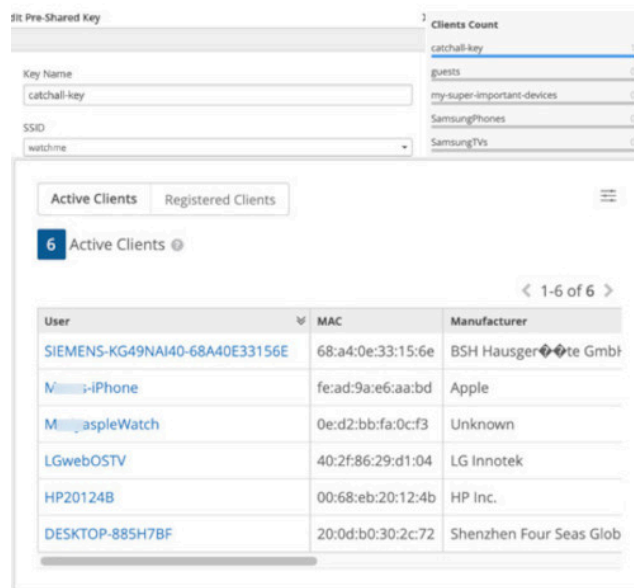 dit Pre-Shared Key
Key Name
catchall-key
SSID
watchme
Clients Count
catchall-key
guests
my-super-important-devices
SamsungPhones
SamsungTVs
Active Clients Registered Clients
6 Active Clients
1-6 of 6
User MAC Manufacturer
SIEMENS-KG49NAI40-68A40E33156E 68:a4:0e:33:15:6e BSH Hausger��te GmbH
M s-iPhone fe:ad:9a:e6:aa:bd Apple
M aspleWatch 0e:d2:bb:fa:0c:f3 Unknown
LGwebOSTV 40:2f:86:29:d1:04 LG Innotek
HP20124B 00:68:eb:20:12:4b HP Inc.
DESKTOP-885H7BF 20:0d:b0:30:2c:72 Shenzhen Four Seas Glob